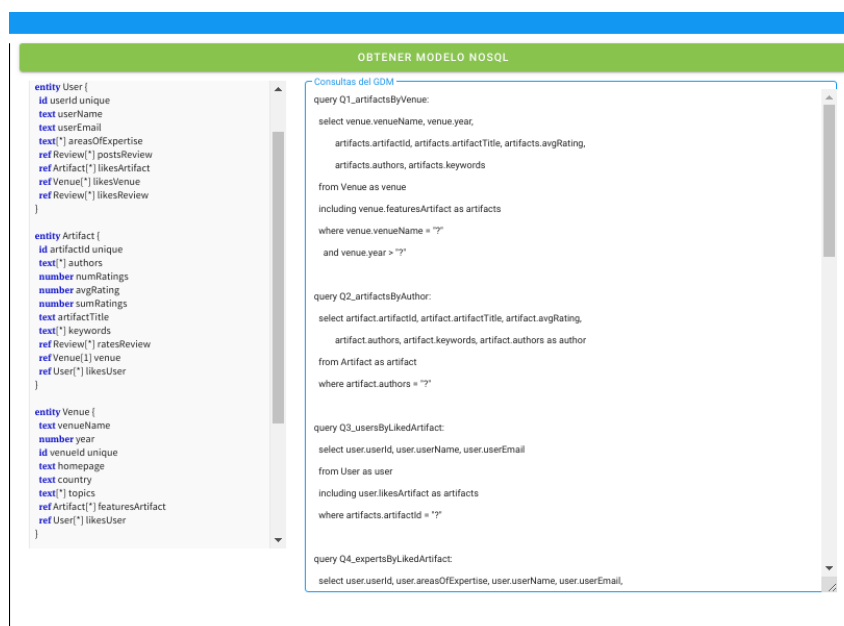 OBTENER MODELO NOSQL
entity User {
id userId unique
text userName
text userEmail
text[*] areasOfExpertise
ref Review[*] postsReview
ref Artifact[*] likesArtifact
ref Venue[*] likesVenue
ref Review[*] likesReview
}
entity Artifact {
id artifactId unique
text[*] authors
number numRatings
number avgRating
number sumRatings
text artifactTitle
text[*] keywords
ref Review[*] ratesReview
ref Venue[1] venue
ref User[*] likesUser
}
entity Venue {
text venueName
number year
id venueId unique
text homepage
text country
text[*] topics
ref Artifact[*] featuresArtifact
ref User[*] likesUser
}
Consultas del GDM
query Q1_artifactsByVenue:
select venue.venueName, venue.year,
artifacts.artifactId, artifacts.artifactTitle, artifacts.avgRating,
artifacts.authors, artifacts.keywords
from Venue as venue
including venue.featuresArtifact as artifacts
where venue.venueName = "?"
and venue.year > "?"
query Q2_artifactsByAuthor:
select artifact.artifactId, artifact.artifactTitle, artifact.avgRating,
artifact.authors, artifact.keywords, artifact.authors as author
from Artifact as artifact
where artifact.authors = "?"
query Q3_usersByLikedArtifact:
select user.userId, user.userName, user.userEmail
from User as user
including user.likesArtifact as artifacts
where artifacts.artifactId = "?"
query Q4_expertsByLikedArtifact:
select user.userId, user.areasOfExpertise, user.userName, user.userEmail,